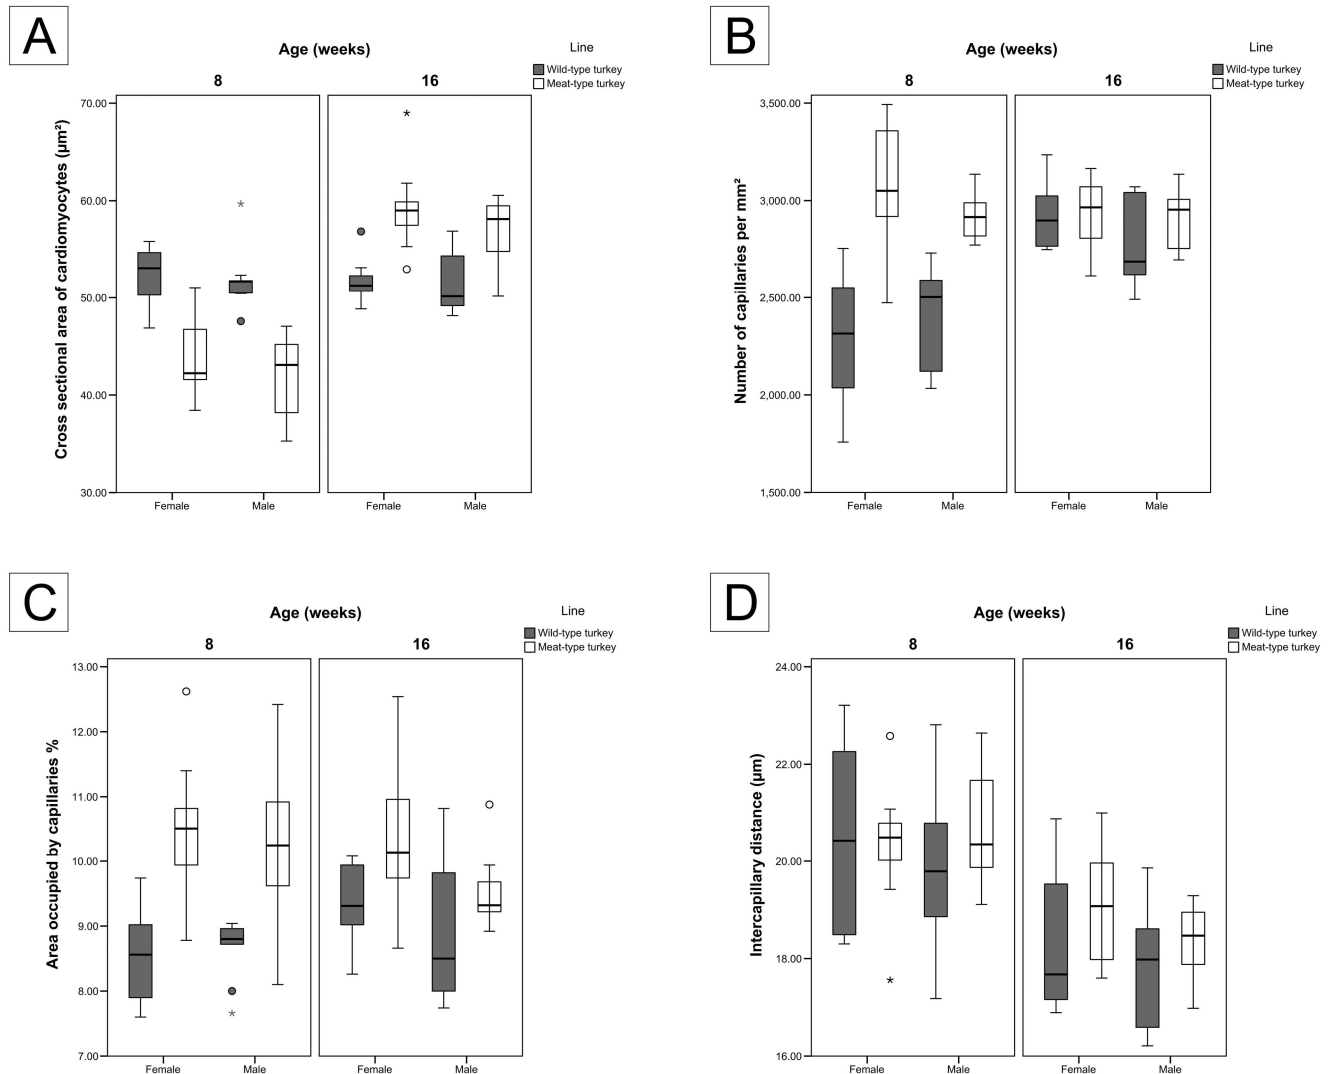 A
Age (weeks)
Line
Wild-type turkey
Meat-type turkey
8
16
Cross sectional area of cardiomyocytes (µm²)
70.00
60.00
50.00
40.00
30.00
Female
Male
Female
Male
B
Age (weeks)
Line
Wild-type turkey
Meat-type turkey
8
16
Number of capillaries per mm²
3,500.00
3,000.00
2,500.00
2,000.00
1,500.00
Female
Male
Female
Male
C
Age (weeks)
Line
Wild-type turkey
Meat-type turkey
8
16
Area occupied by capillaries %
13.00
12.00
11.00
10.00
9.00
8.00
7.00
Female
Male
Female
Male
D
Age (weeks)
Line
Wild-type turkey
Meat-type turkey
8
16
Intercapillary distance (µm)
24.00
22.00
20.00
18.00
16.00
Female
Male
Female
Male